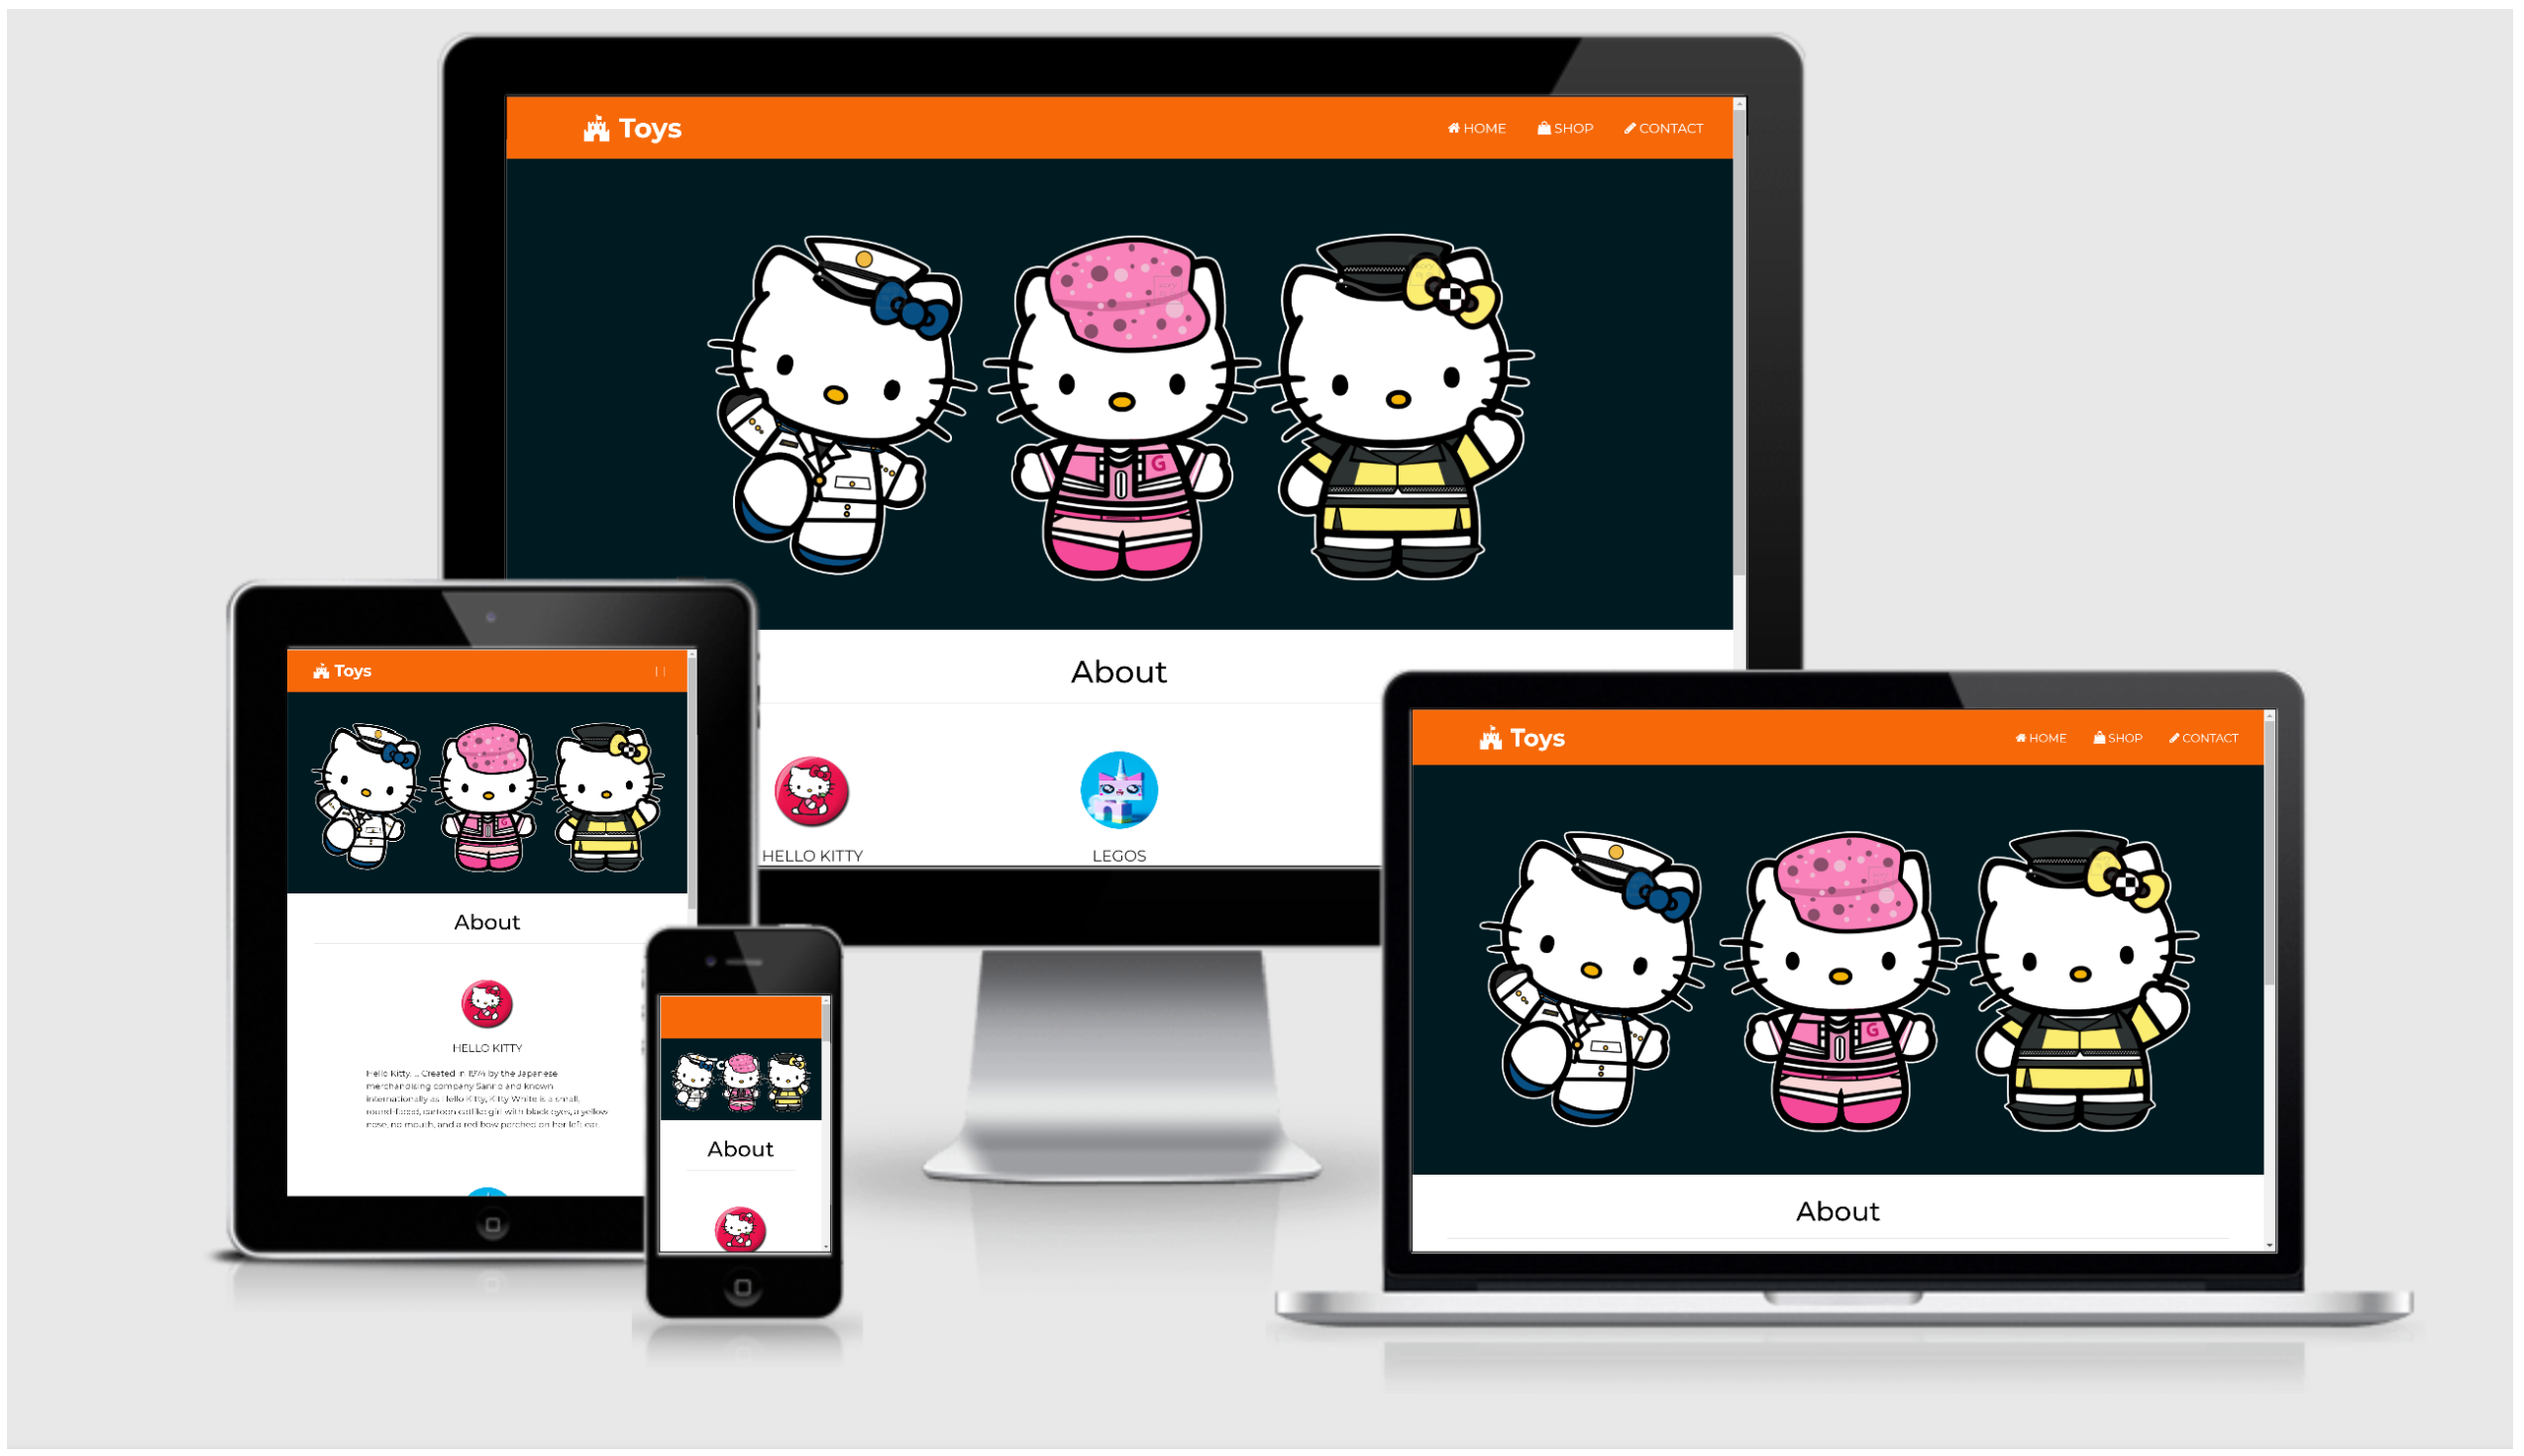 Toys
HOME SHOP CONTACT
G
About
HELLO KITTY
LEGOS
Toys
About
HELLO KITTY
Hello Kitty. ... Created in 1974 by the Japanese
merchandising company Sanrio and known
internationally as Hello Kitty, Kitty White is a small,
round-faced, cartoon catlike girl with black eyes, a yellow
nose, no mouth, and a red bow perched on her left ear.
About
Toys
HOME SHOP CONTACT
G
About